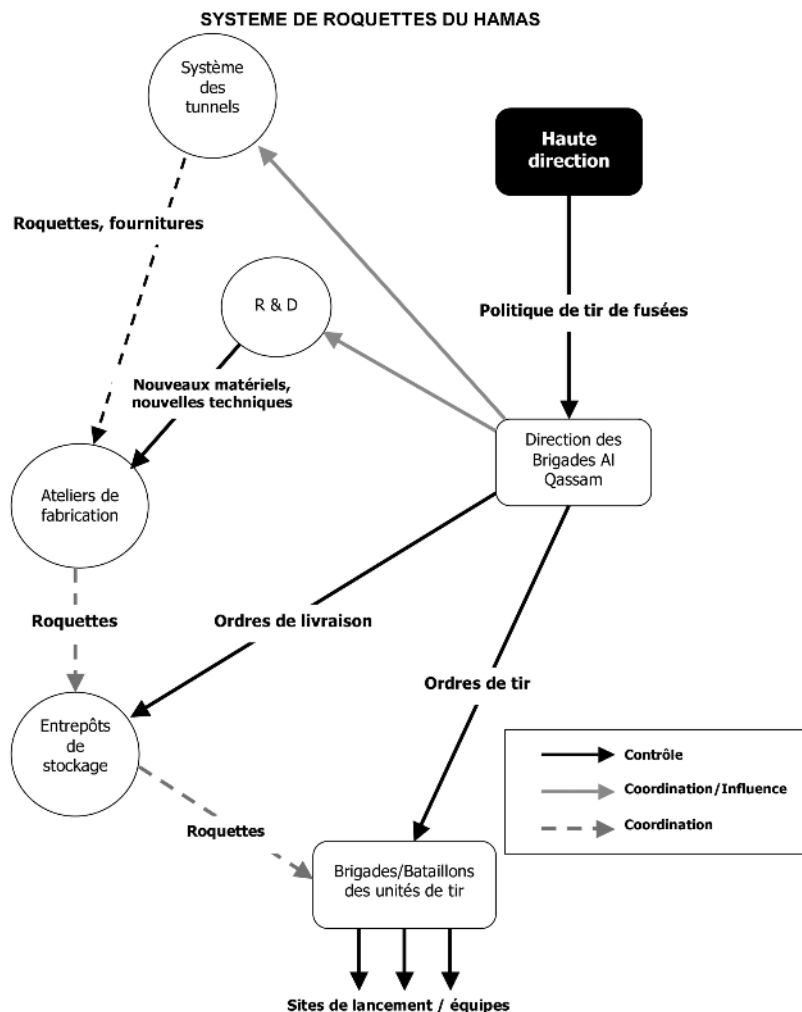 SYSTEME DE ROQUETTES DU HAMAS
Système
des
tunnels
Haute
direction
Roquettes, fournitures
R & D
Politique de tir de fusées
Nouveaux matériels,
nouvelles techniques
Direction des
Brigades Al
Qassam
Ateliers de
fabrication
Roquettes
Ordres de livraison
Ordres de tir
Entrepôts
de
stockage
Contrôle
Coordination/Influence
Coordination
Roquettes
Brigades/Bataillons
des unités de tir
Sites de lancement / équipes